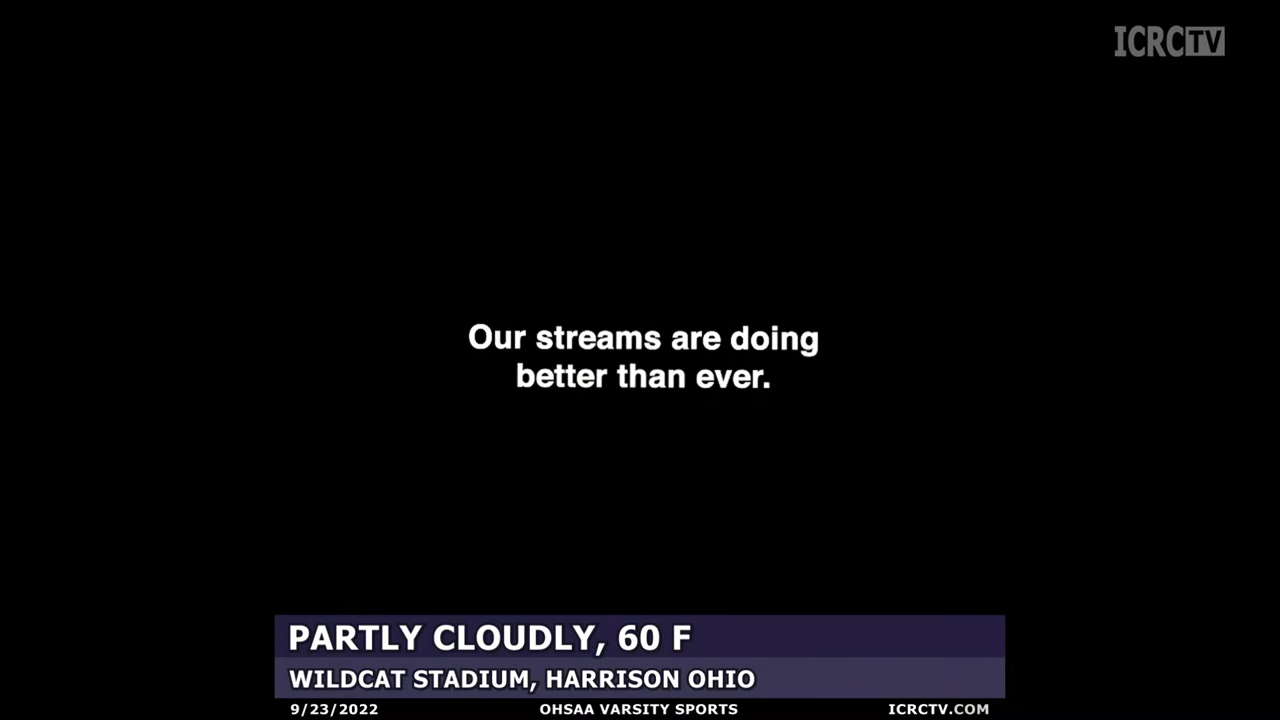 ICRCTV
Our streams are doing
better than ever.
PARTLY CLOUDLY, 60 F
WILDCAT STADIUM, HARRISON OHIO
9/23/2022 OHSAA VARSITY SPORTS ICRCTV.COM